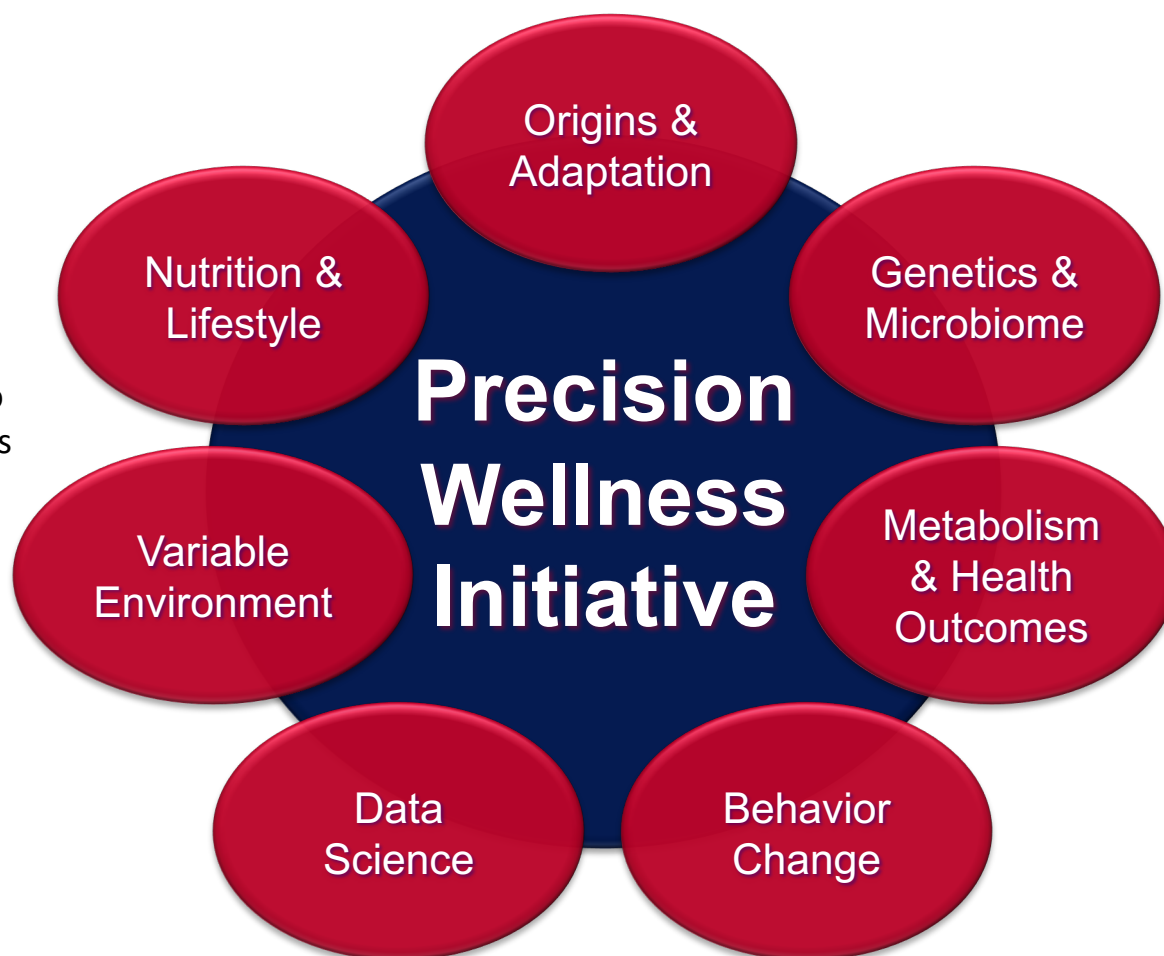 Origins &
Adaptation
Nutrition &
Lifestyle
Genetics &
Microbiome
Precision
Wellness
Initiative
Variable
Environment
Metabolism
& Health
Outcomes
Data
Science
Behavior
Change